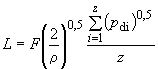 L = F(2/ρ)^0,5 Σ_{i=1}^{z}(p_di)^0,5 / z